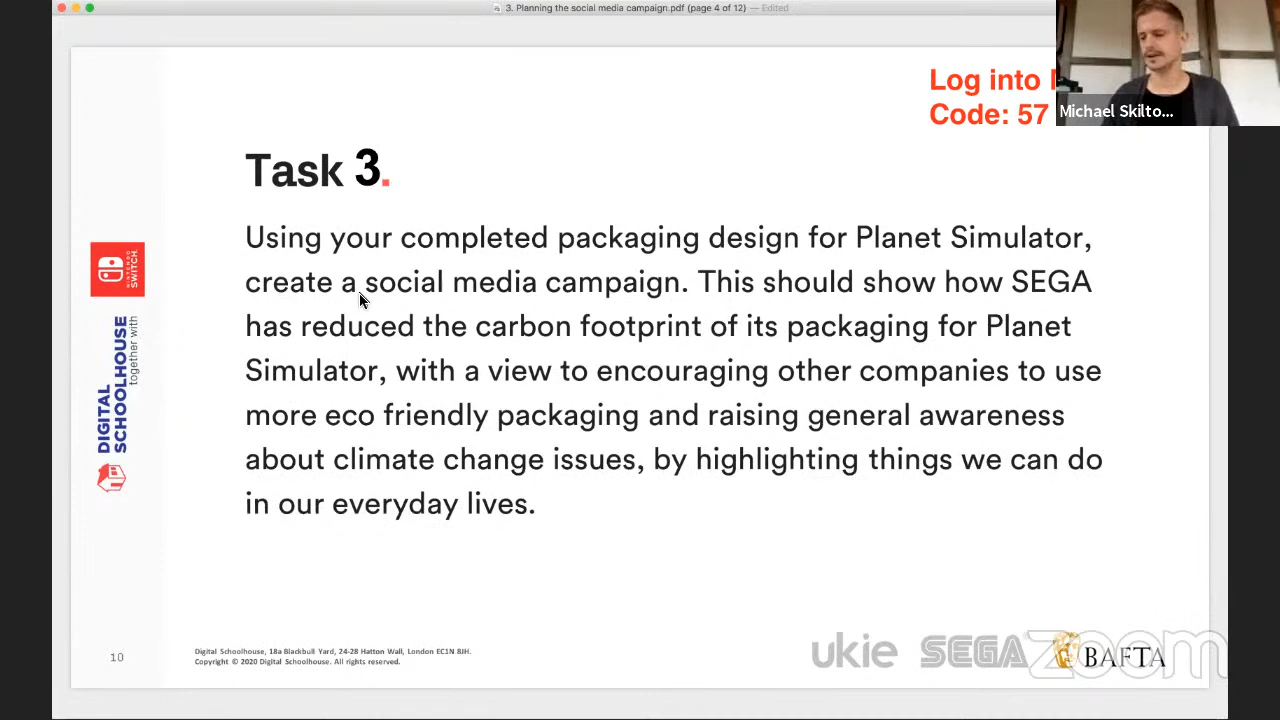 3. Planning the social media campaign.pdf (page 4 of 12) — Edited
Log into
Code: 57
Michael Skilto...
Task 3.
Using your completed packaging design for Planet Simulator,
create a social media campaign. This should show how SEGA
has reduced the carbon footprint of its packaging for Planet
Simulator, with a view to encouraging other companies to use
more eco friendly packaging and raising general awareness
about climate change issues, by highlighting things we can do
in our everyday lives.
NINTENDO
SWITCH
DIGITAL
SCHOOLHOUSE
together with
10
Digital Schoolhouse, 18a Blackbull Yard, 24-28 Hatton Wall, London EC1N 8JH.
Copyright © 2020 Digital Schoolhouse. All rights reserved.
ukie
SEGA
zoom
BAFTA